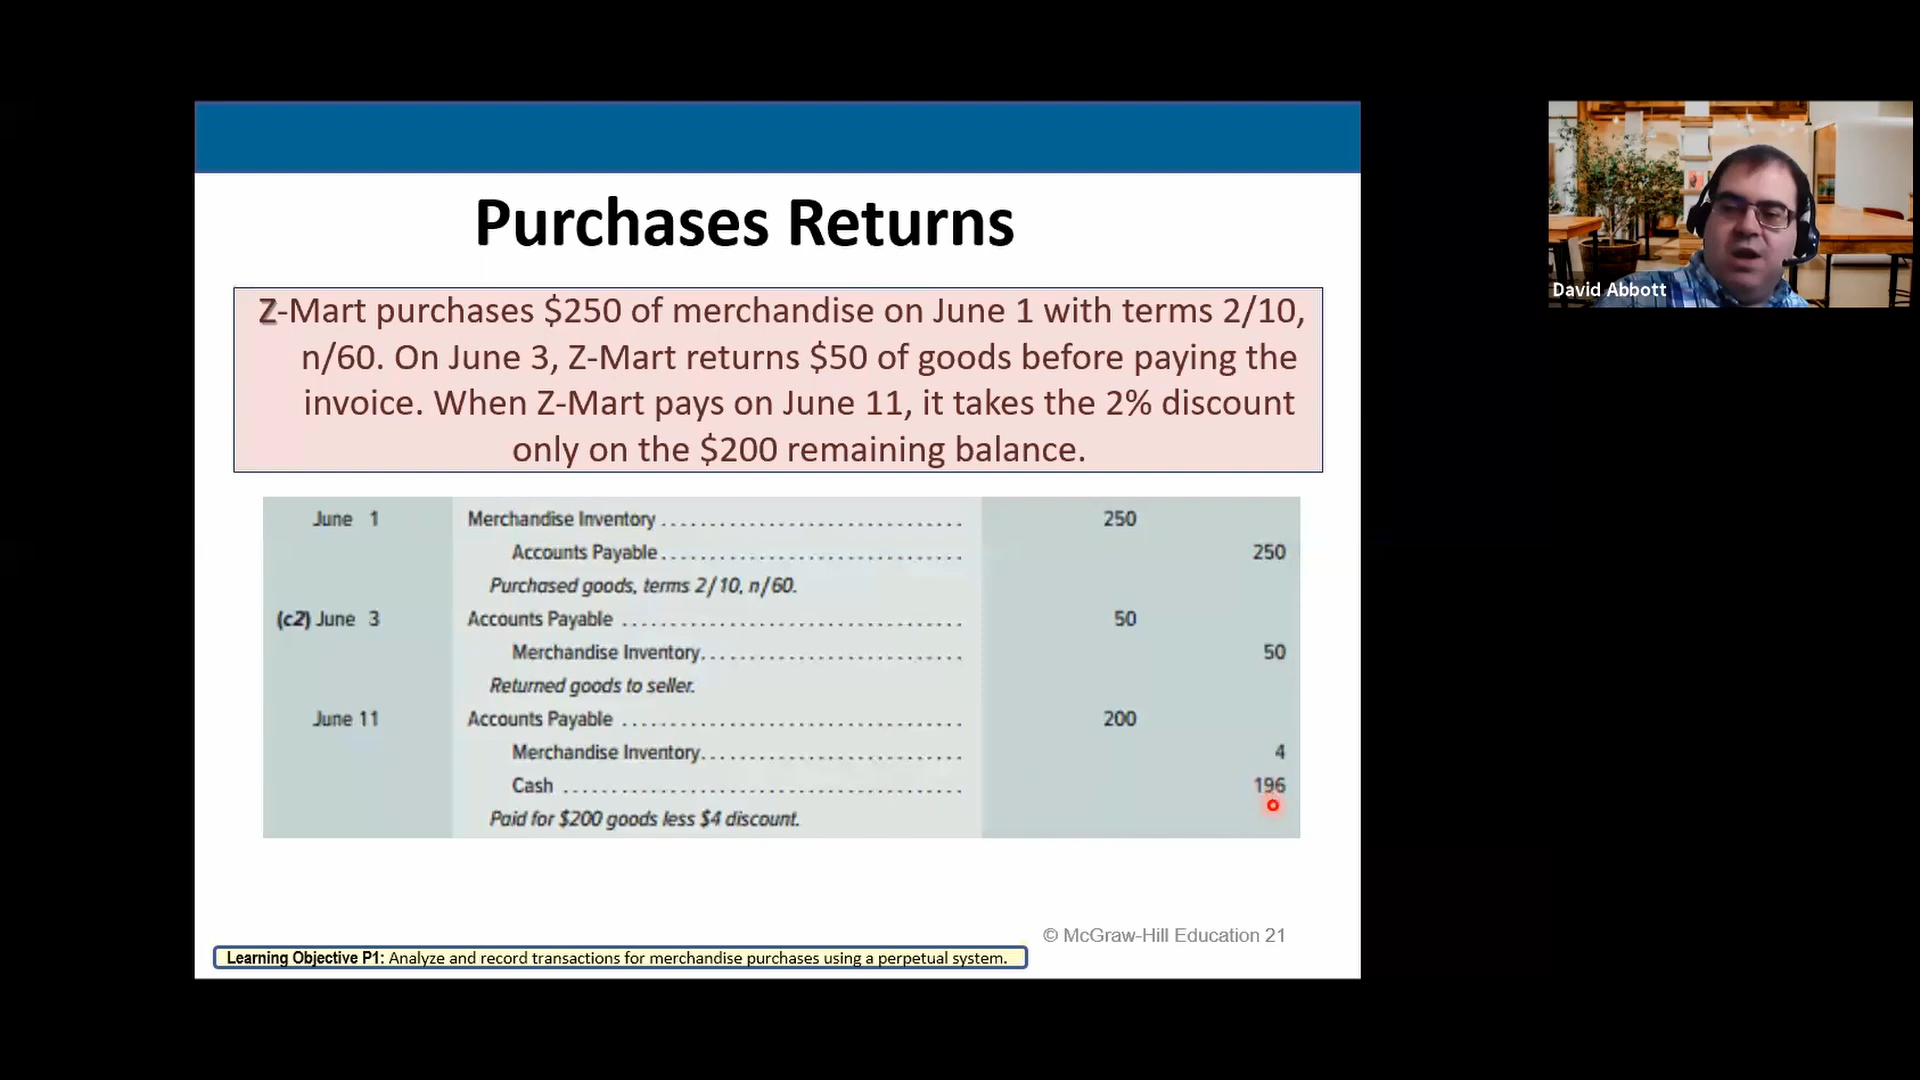 Purchases Returns
Z-Mart purchases $250 of merchandise on June 1 with terms 2/10,
n/60. On June 3, Z-Mart returns $50 of goods before paying the
invoice. When Z-Mart pays on June 11, it takes the 2% discount
only on the $200 remaining balance.
June 1 Merchandise Inventory .............................. 250
Accounts Payable .............................. 250
Purchased goods, terms 2/10, n/60.
(c2) June 3 Accounts Payable .............................. 50
Merchandise Inventory .............................. 50
Returned goods to seller.
June 11 Accounts Payable .............................. 200
Merchandise Inventory .............................. 4
Cash .............................. 196
Paid for $200 goods less $4 discount.
© McGraw-Hill Education 21
Learning Objective P1: Analyze and record transactions for merchandise purchases using a perpetual system.
David Abbott